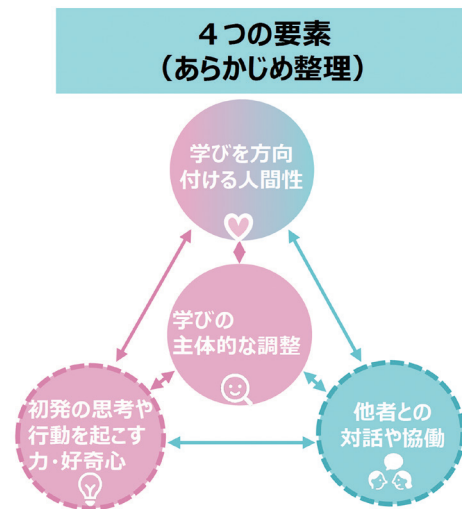 ４つの要素
（あらかじめ整理）
学びを方向
付ける人間性
学びの
主体的な調整
初発の思考や
行動を起こす
力・好奇心
他者との
対話や協働